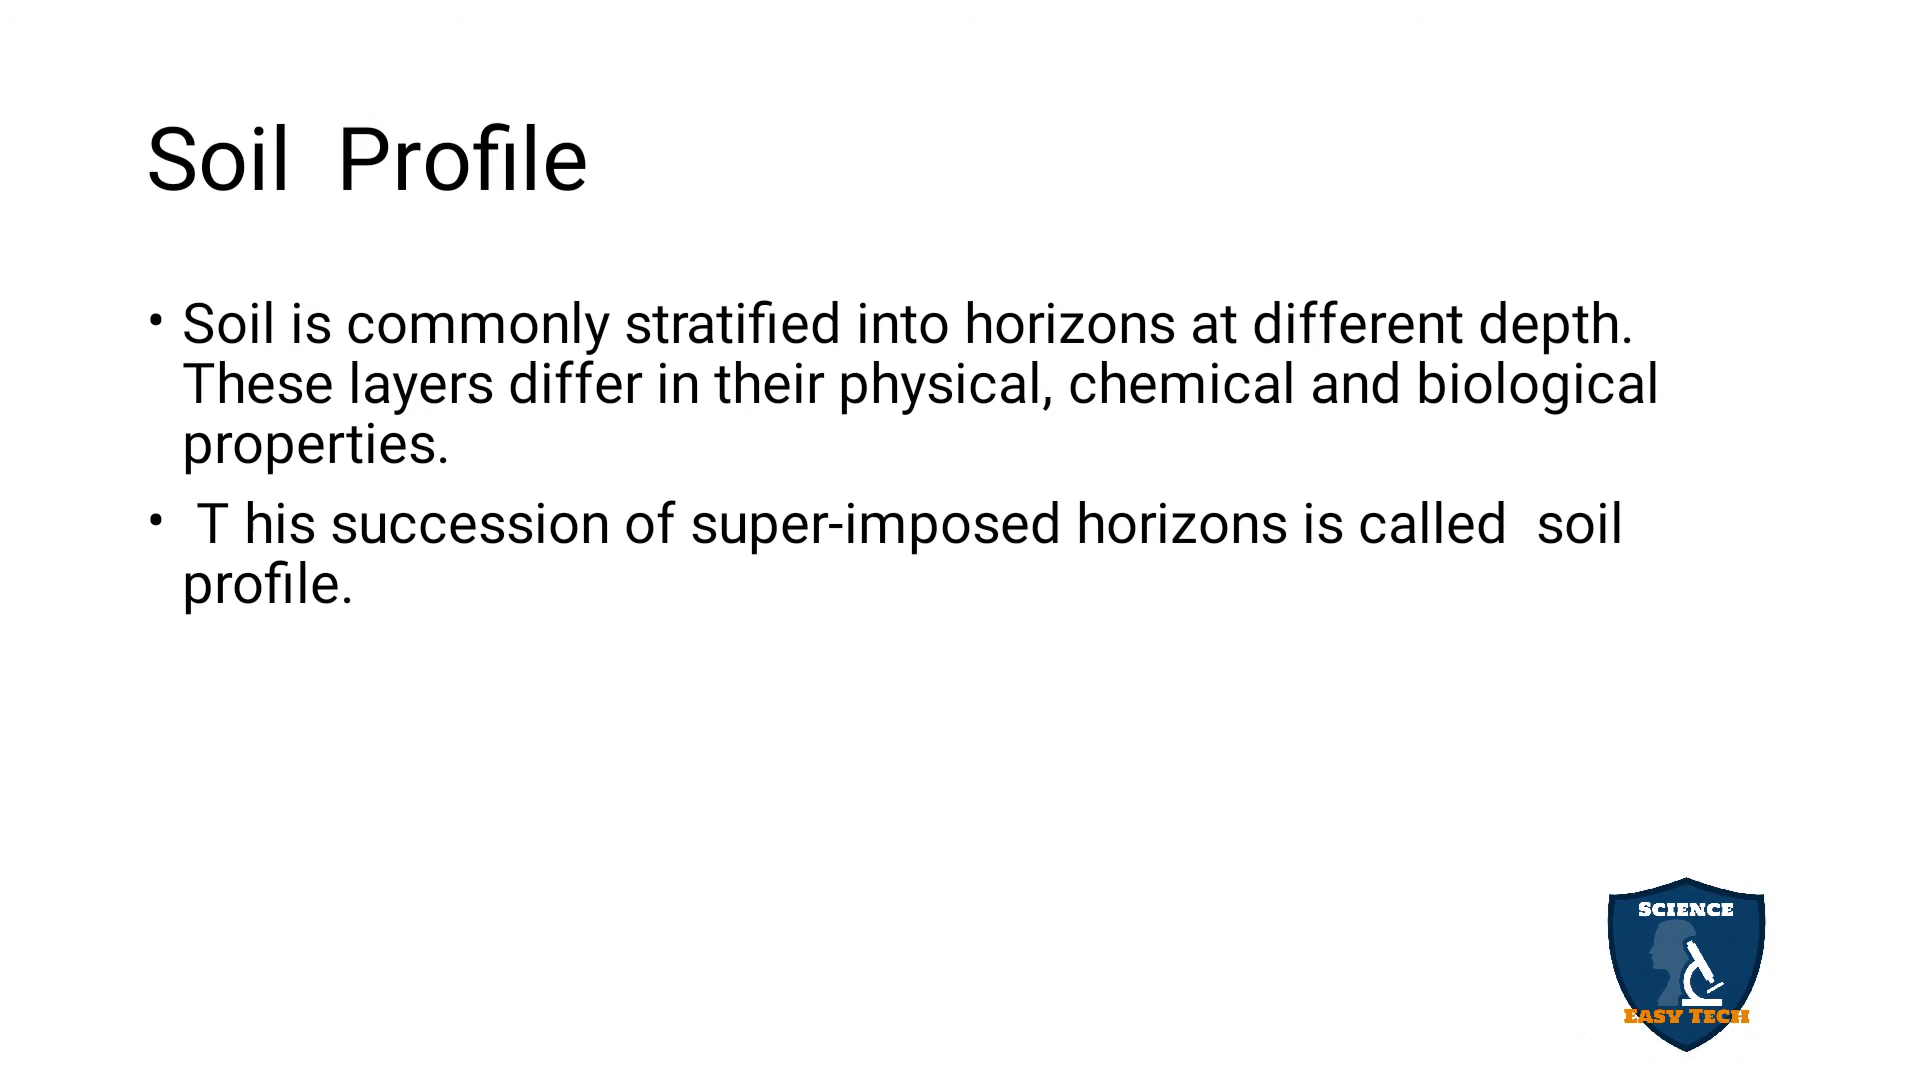 Soil  Profile
• Soil is commonly stratified into horizons at different depth.
These layers differ in their physical, chemical and biological
properties.
•  T his succession of super-imposed horizons is called  soil
profile.
SCIENCE
EASY TECH